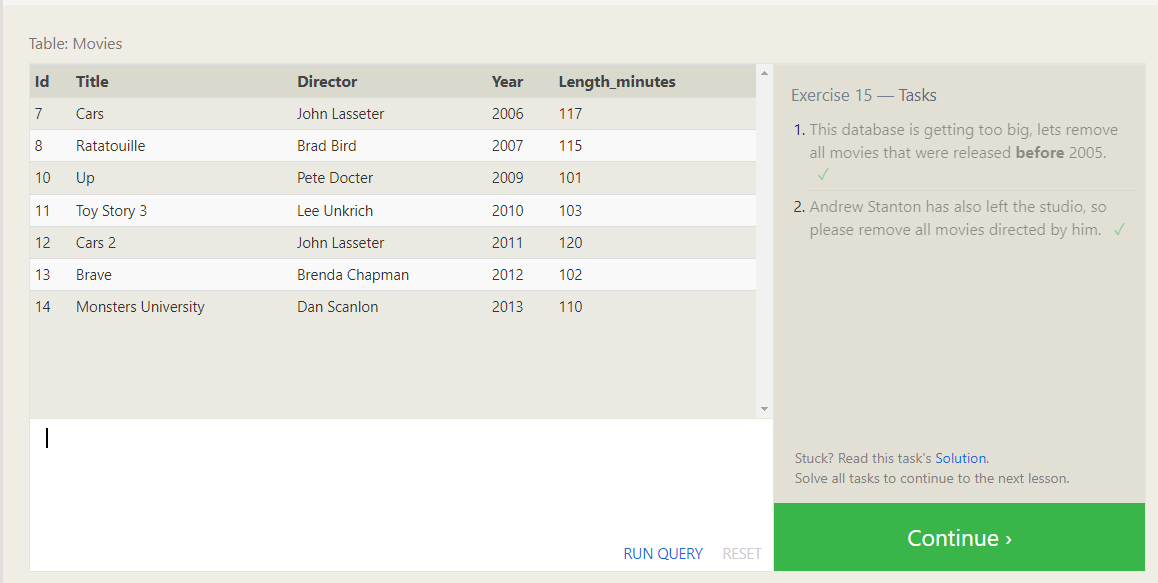 Table: Movies
Id Title Director Year Length_minutes
7 Cars John Lasseter 2006 117
8 Ratatouille Brad Bird 2007 115
10 Up Pete Docter 2009 101
11 Toy Story 3 Lee Unkrich 2010 103
12 Cars 2 John Lasseter 2011 120
13 Brave Brenda Chapman 2012 102
14 Monsters University Dan Scanlon 2013 110
RUN QUERY RESET
Exercise 15 — Tasks
1. This database is getting too big, lets remove
all movies that were released before 2005.
✓
2. Andrew Stanton has also left the studio, so
please remove all movies directed by him. ✓
Stuck? Read this task's Solution.
Solve all tasks to continue to the next lesson.
Continue ›